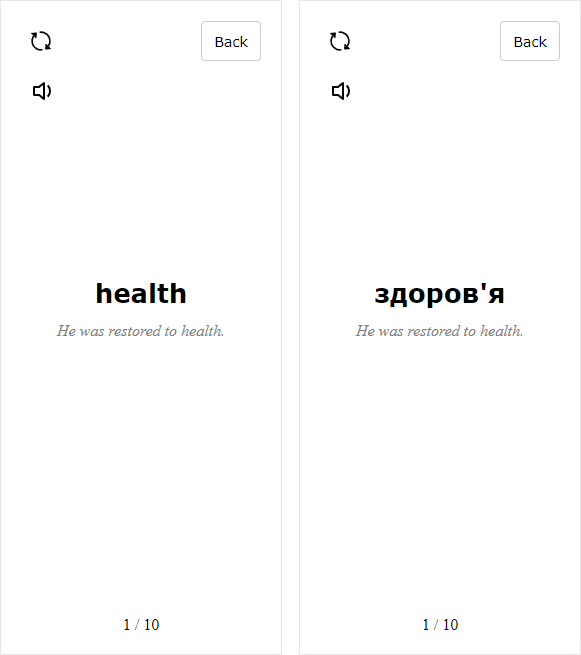 Back
health
He was restored to health.
1 / 10
Back
здоров'я
He was restored to health.
1 / 10